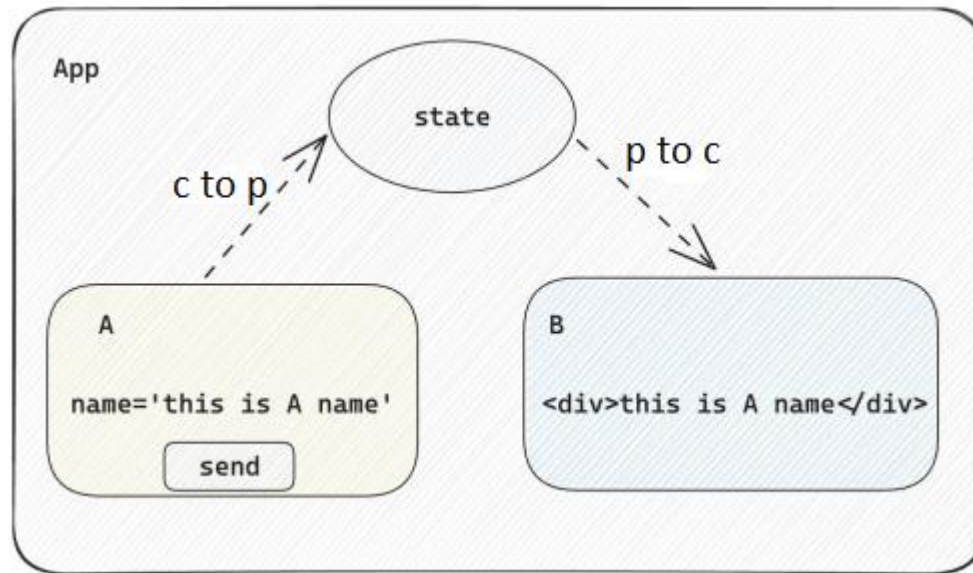 App
state
c to p
p to c
A
name='this is A name'
send
B
<div>this is A name</div>